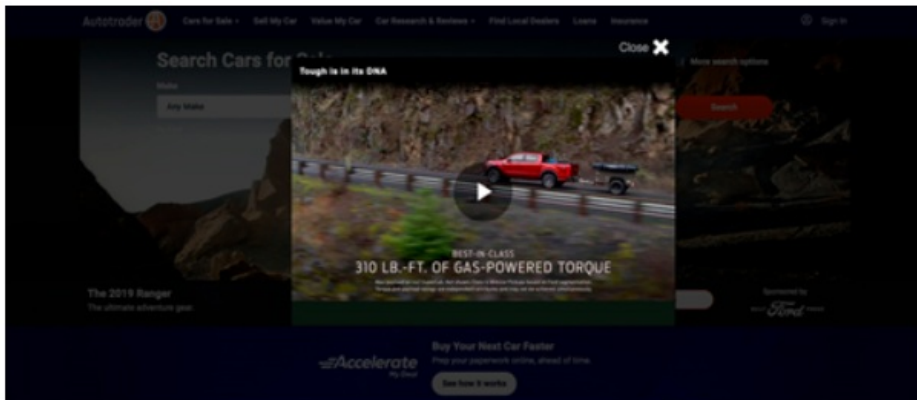 Autotrader
Cars for Sale Sell My Car Value My Car Car Research & Reviews Find Local Dealers Loans Insurance
Sign In
Close
Search Cars for Sale
More search options
Make
Any Make
Search
Tough is in its DNA
BEST-IN-CLASS
310 LB.-FT. OF GAS-POWERED TORQUE
The 2019 Ranger
The ultimate adventure gear.
Sponsored by
Ford
Accelerate
My Deal
Buy Your Next Car Faster
Prep your paperwork online, ahead of time.
See how it works